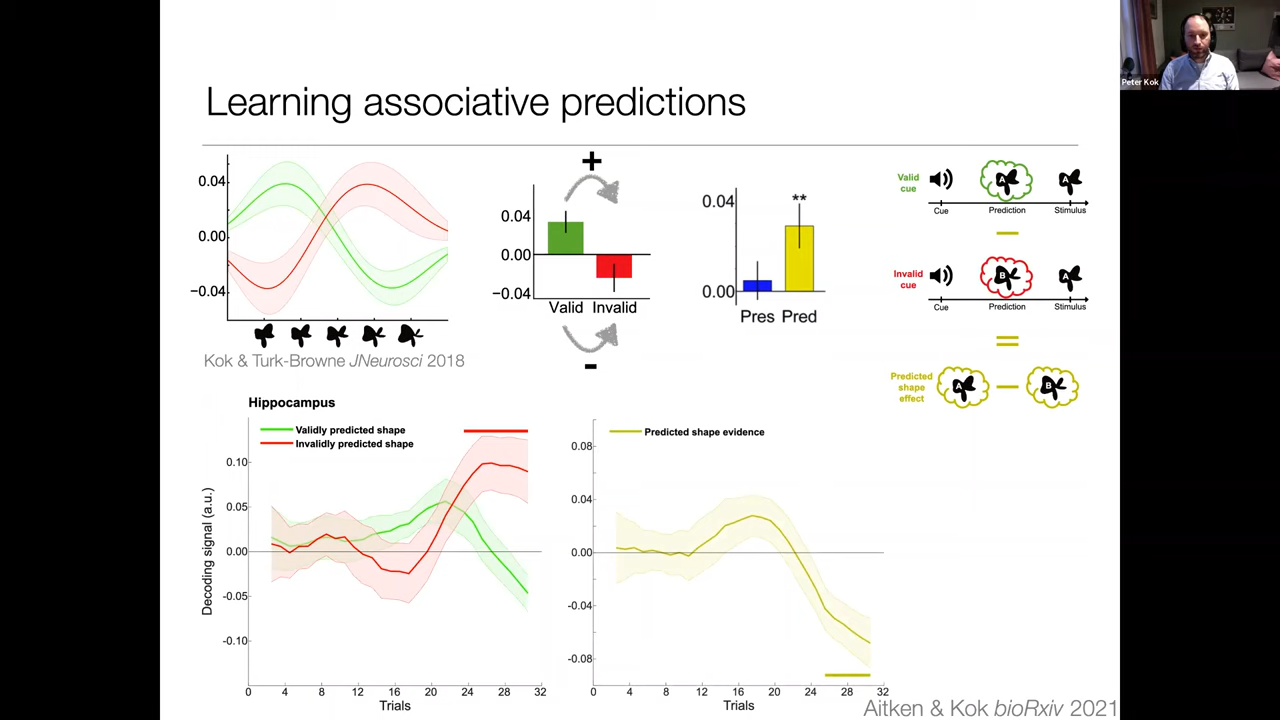 Peter Kok
Learning associative predictions
0.04
0.00
−0.04
Kok & Turk-Browne JNeurosci 2018
+
0.04
0.00
−0.04
Valid Invalid
-
0.04
0.00
**
Pres Pred
Valid
cue
A
A
Cue Prediction Stimulus
Invalid
cue
B
A
Cue Prediction Stimulus
Predicted
shape
effect
A
B
Hippocampus
Validly predicted shape
Invalidly predicted shape
Decoding signal (a.u.)
0.10
0.05
0.00
-0.05
-0.10
0 4 8 12 16 20 24 28 32
Trials
Predicted shape evidence
0.08
0.04
0.00
-0.04
-0.08
0 4 8 12 16 20 24 28 32
Trials
Aitken & Kok bioRxiv 2021